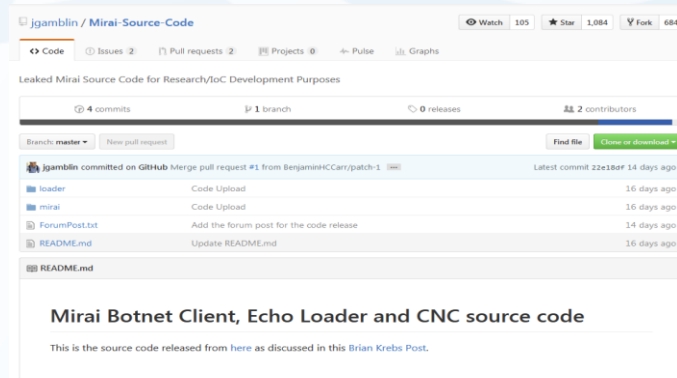 jgamblin / Mirai-Source-Code
Watch 105 Star 1,084 Fork 684
Code Issues 2 Pull requests 2 Projects 0 Pulse Graphs
Leaked Mirai Source Code for Research/IoC Development Purposes
4 commits 1 branch 0 releases 2 contributors
Branch: master New pull request Find file Clone or download
jgamblin committed on GitHub Merge pull request #1 from BenjaminHCCarr/patch-1 Latest commit 22e18df 14 days ago
loader Code Upload 16 days ago
mirai Code Upload 16 days ago
ForumPost.txt Add the forum post for the code release 14 days ago
README.md Update README.md 16 days ago
README.md
Mirai Botnet Client, Echo Loader and CNC source code
This is the source code released from here as discussed in this Brian Krebs Post.